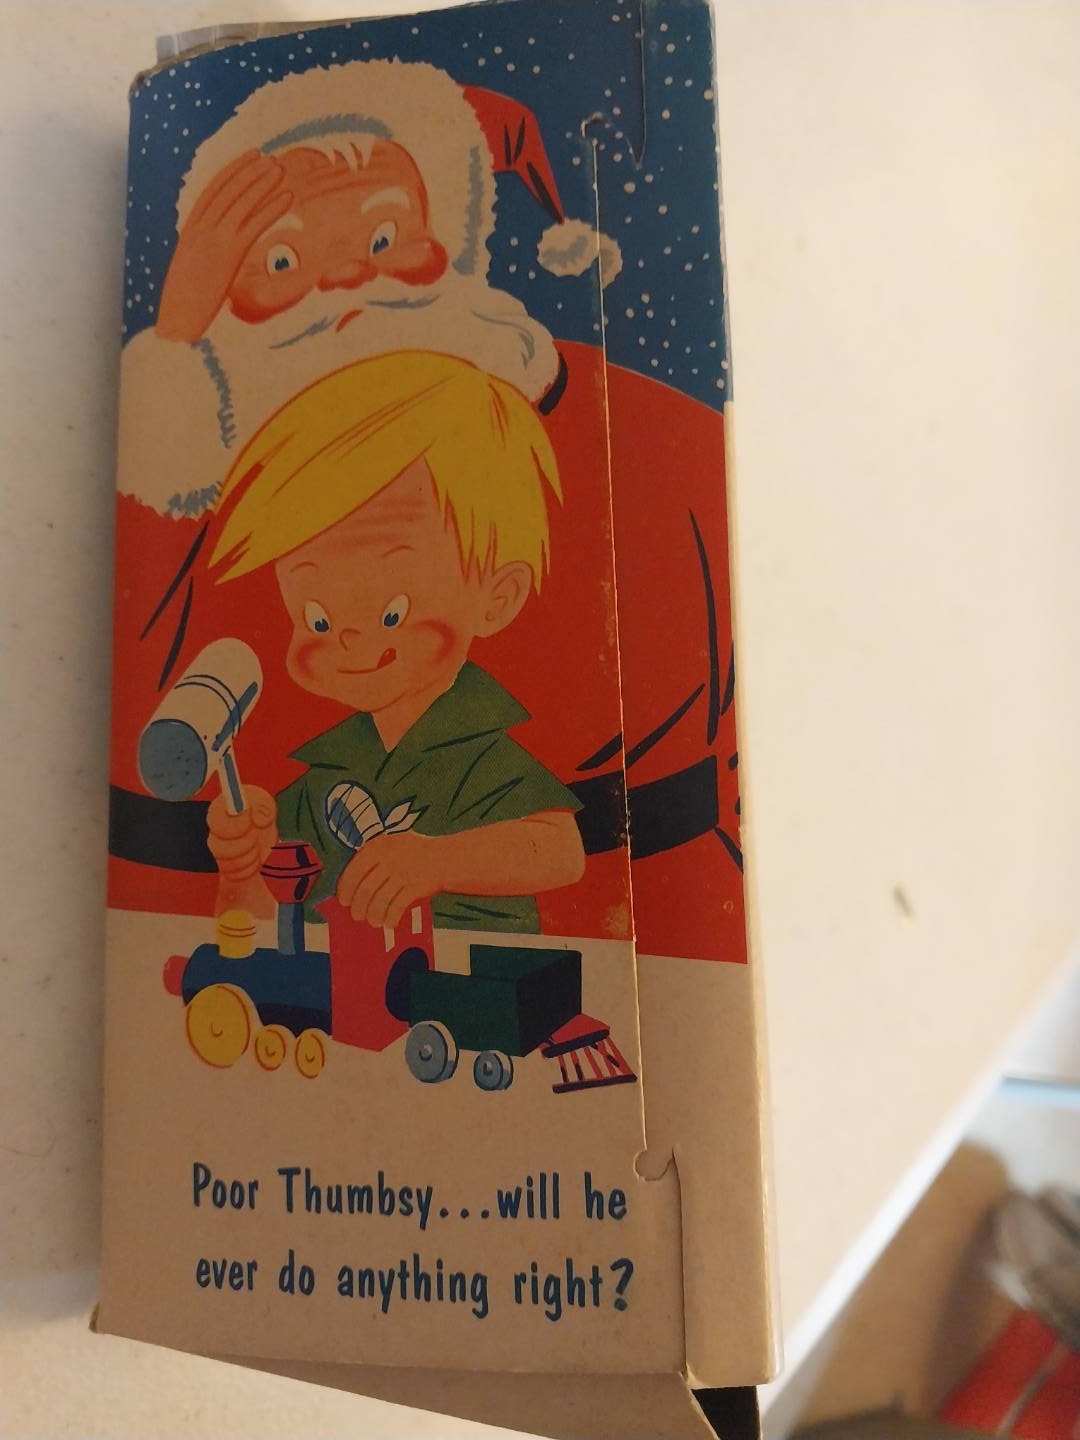 Poor Thumbsy...will he
ever do anything right?